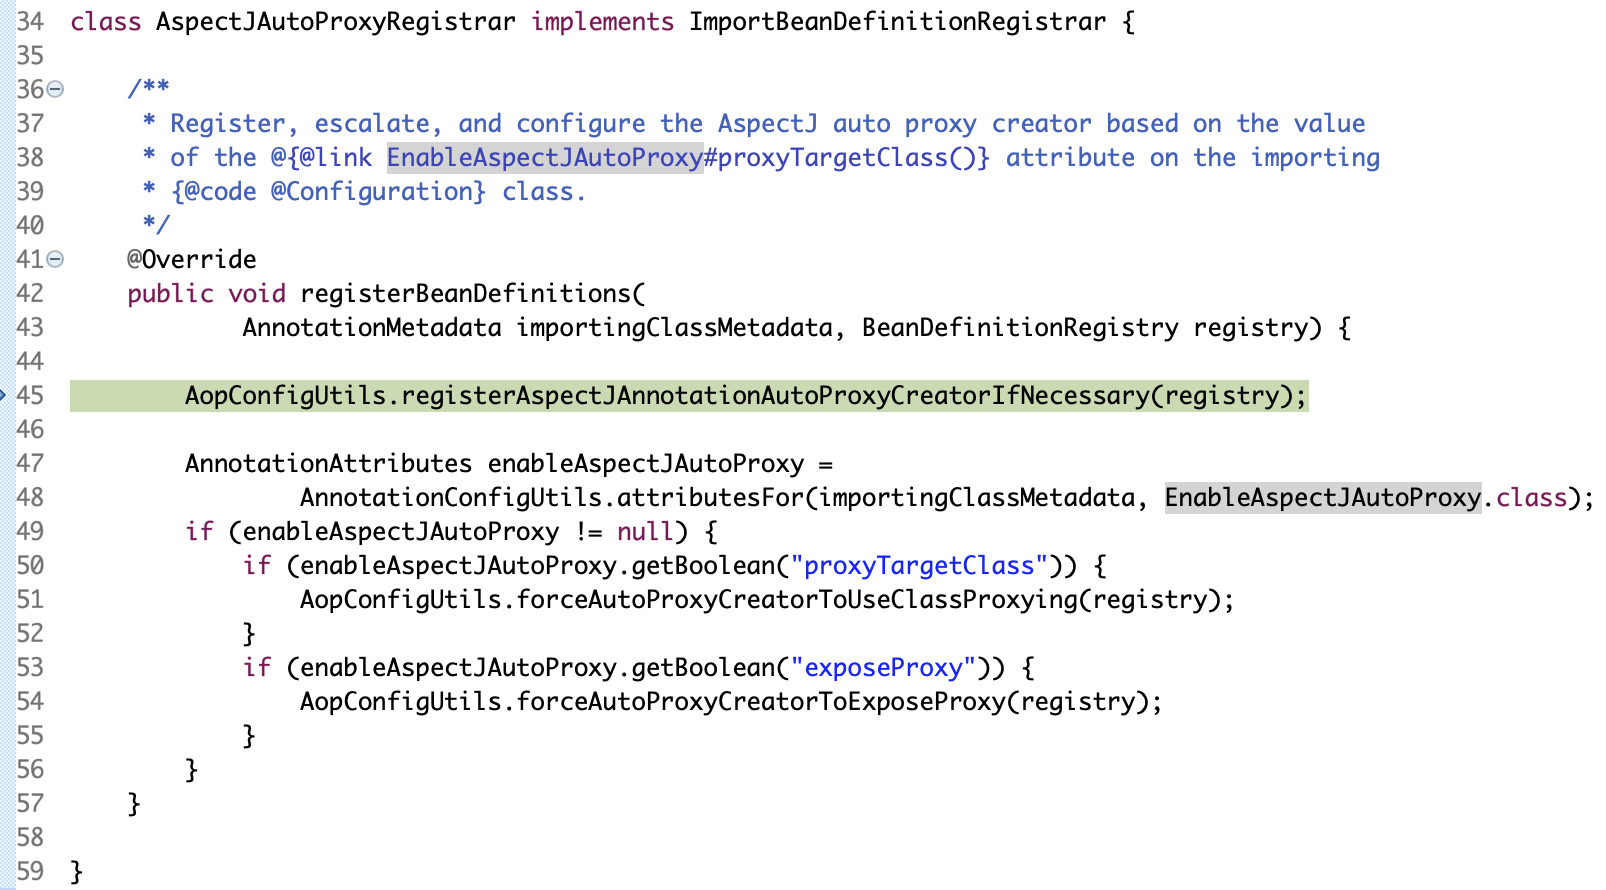 34 class AspectJAutoProxyRegistrar implements ImportBeanDefinitionRegistrar {
35
36     /**
37      * Register, escalate, and configure the AspectJ auto proxy creator based on the value
38      * of the @{@link EnableAspectJAutoProxy#proxyTargetClass()} attribute on the importing
39      * {@code @Configuration} class.
40      */
41     @Override
42     public void registerBeanDefinitions(
43             AnnotationMetadata importingClassMetadata, BeanDefinitionRegistry registry) {
44
45         AopConfigUtils.registerAspectJAnnotationAutoProxyCreatorIfNecessary(registry);
46
47         AnnotationAttributes enableAspectJAutoProxy =
48                 AnnotationConfigUtils.attributesFor(importingClassMetadata, EnableAspectJAutoProxy.class);
49         if (enableAspectJAutoProxy != null) {
50             if (enableAspectJAutoProxy.getBoolean("proxyTargetClass")) {
51                 AopConfigUtils.forceAutoProxyCreatorToUseClassProxying(registry);
52             }
53             if (enableAspectJAutoProxy.getBoolean("exposeProxy")) {
54                 AopConfigUtils.forceAutoProxyCreatorToExposeProxy(registry);
55             }
56         }
57     }
58
59 }